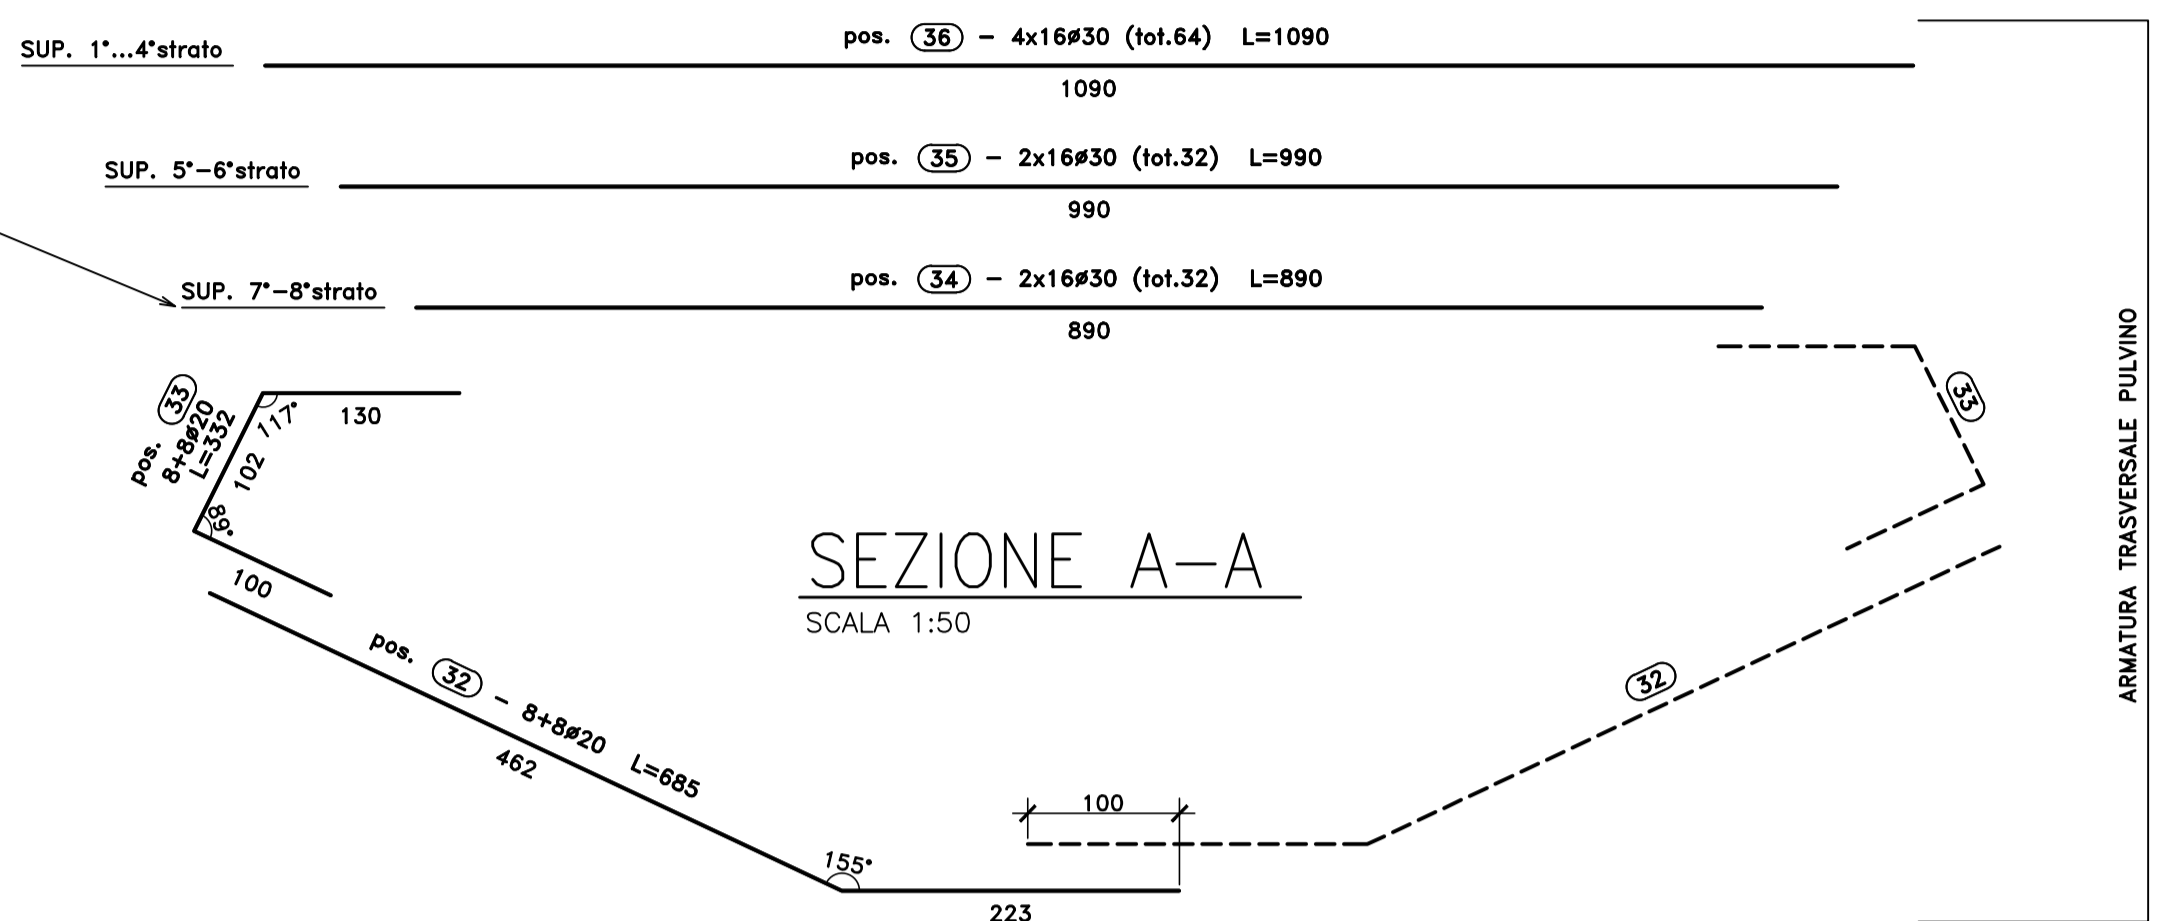 SUP. 1°...4°strato
pos. 36 - 4x16ø30 (tot.64) L=1090
1090
SUP. 5°-6°strato
pos. 35 - 2x16ø30 (tot.32) L=990
990
SUP. 7°-8°strato
pos. 34 - 2x16ø30 (tot.32) L=890
890
pos. 33
8+8ø20
L=332
102
117°
130
89°
100
33
SEZIONE A-A
SCALA 1:50
pos. 32 - 8+8ø20 L=685
462
155°
223
100
32
ARMATURA TRASVERSALE PULVINO